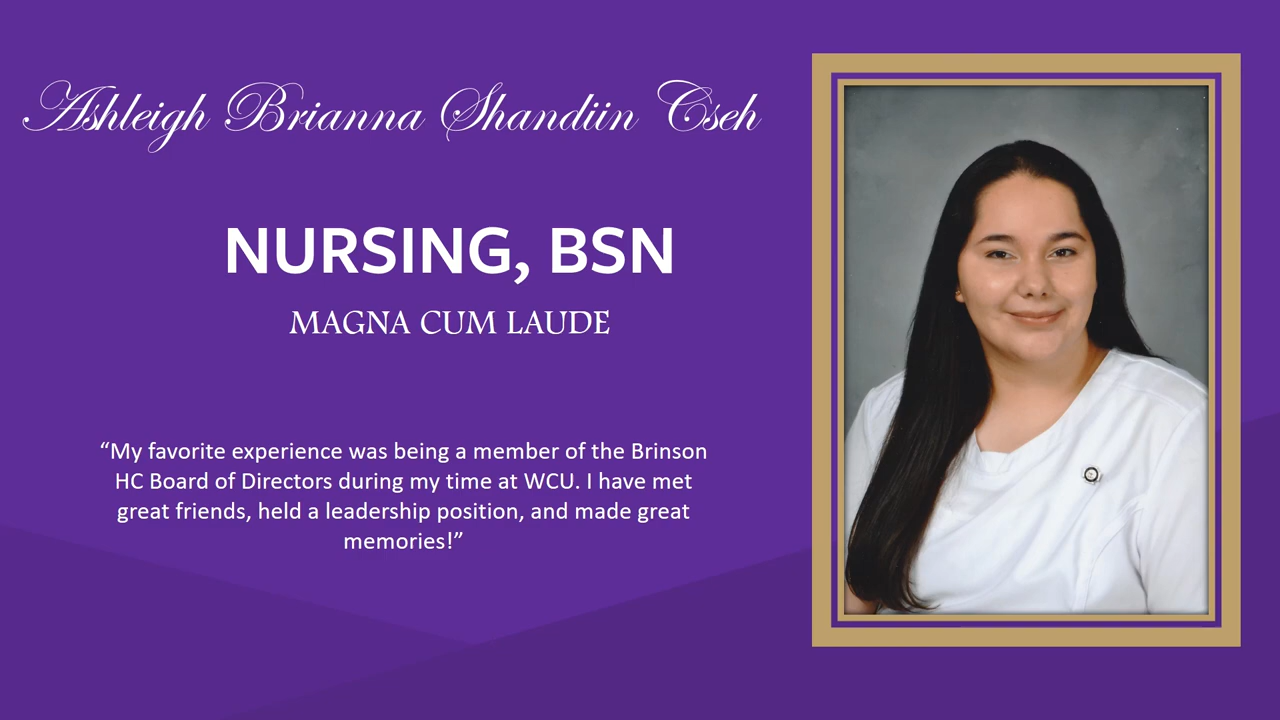 Ashleigh Brianna Shandiin Cseh
NURSING, BSN
MAGNA CUM LAUDE
“My favorite experience was being a member of the Brinson
HC Board of Directors during my time at WCU. I have met
great friends, held a leadership position, and made great
memories!”